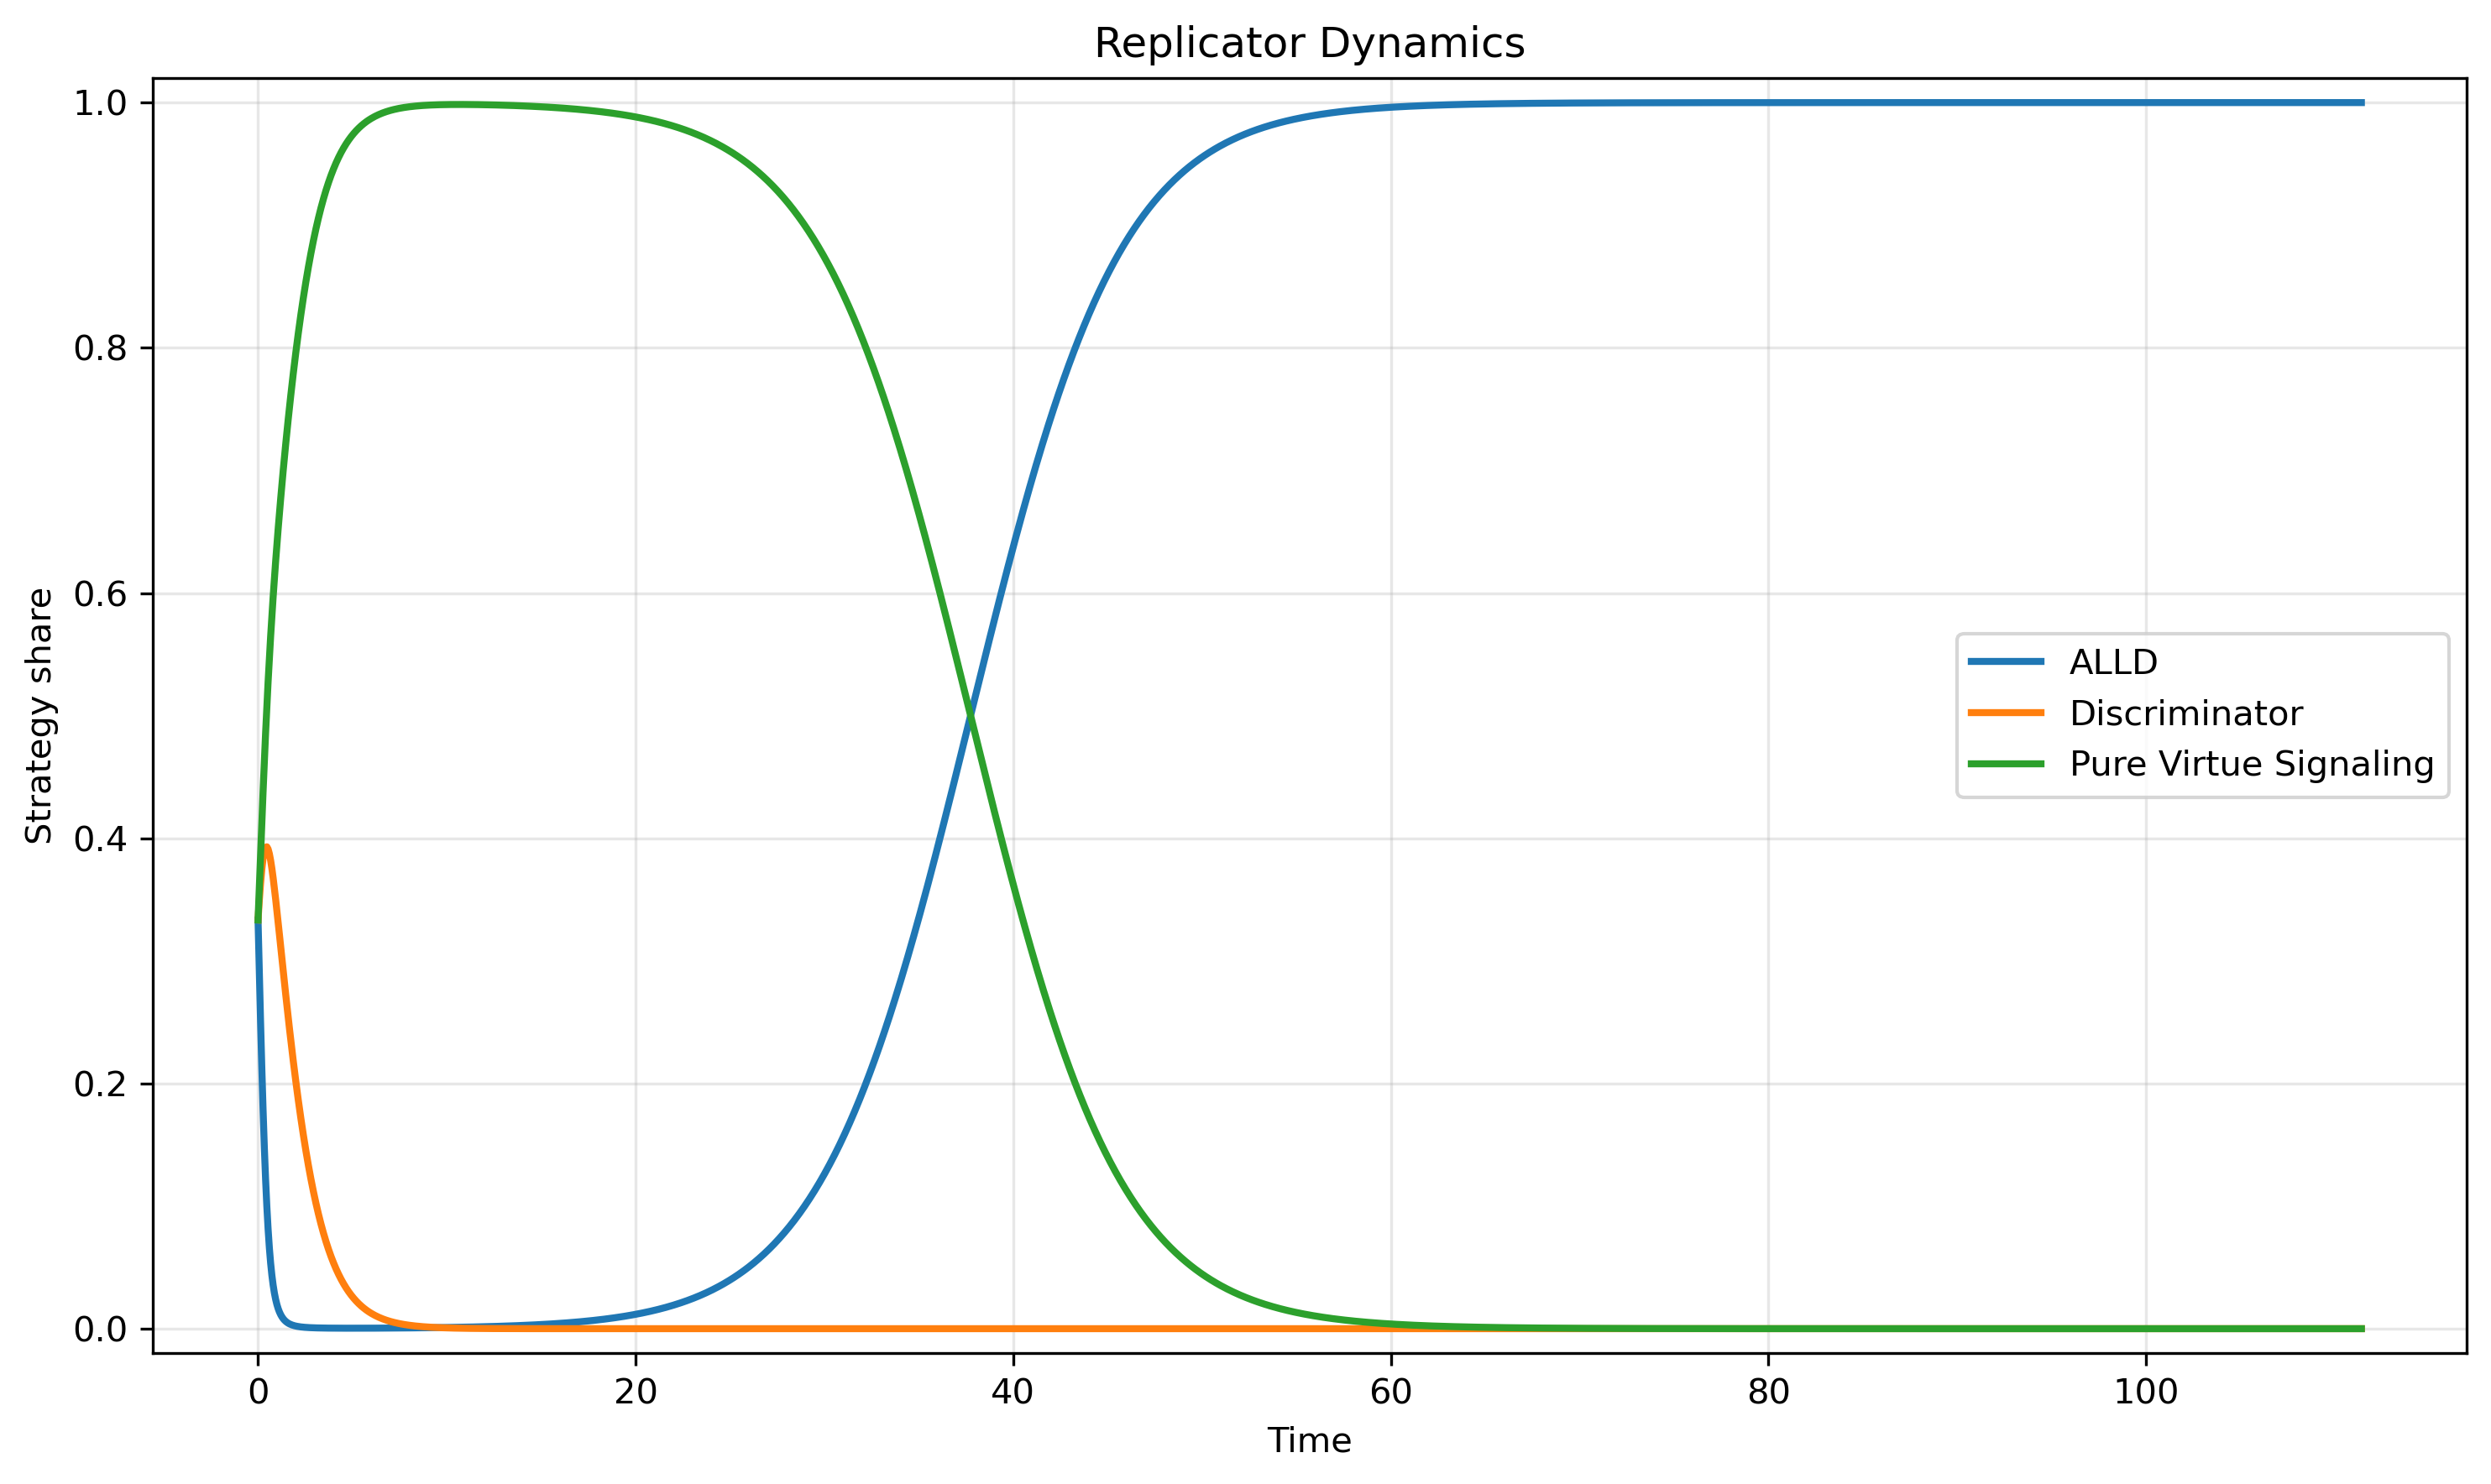 Replicator Dynamics
Strategy share
1.0
0.8
0.6
0.4
0.2
0.0
ALLD
Discriminator
Pure Virtue Signaling
0 20 40 60 80 100
Time